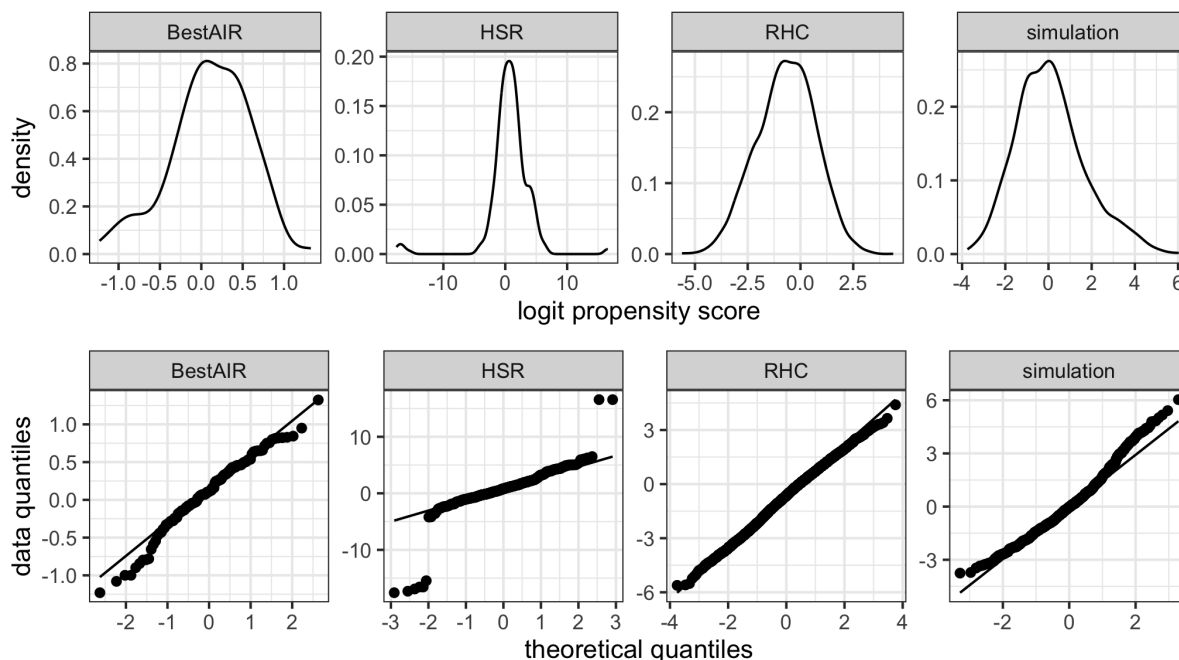 BestAIR HSR RHC simulation
density
0.8 0.6 0.4 0.2 0.0
0.20 0.15 0.10 0.05 0.00
0.2 0.1 0.0
0.2 0.1 0.0
-1.0 -0.5 0.0 0.5 1.0
-10 0 10
-5.0 -2.5 0.0 2.5
-4 -2 0 2 4 6
logit propensity score
BestAIR HSR RHC simulation
data quantiles
1.0 0.5 0.0 -0.5 -1.0
10 0 -10
3 0 -3 -6
6 3 0 -3
-2 -1 0 1 2
-3 -2 -1 0 1 2 3
-4 -2 0 2 4
-2 0 2
theoretical quantiles